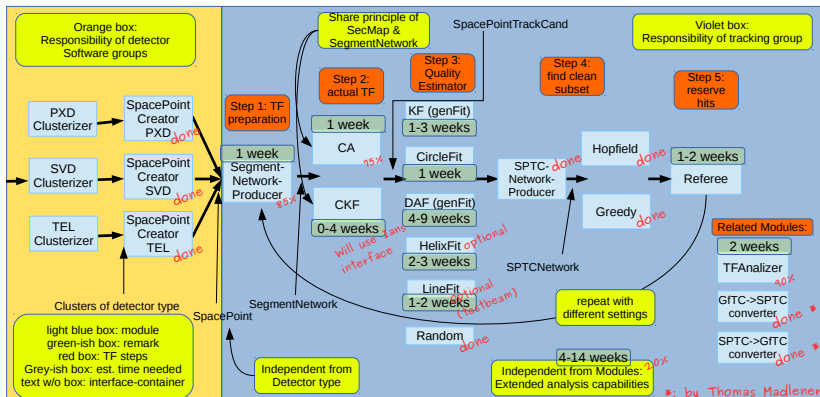 Orange box:
Responsibility of detector
Software groups
Share principle of
SecMap &
SegmentNetwork
SpacePointTrackCand
Violet box:
Responsibility of tracking group
Step 1: TF
preparation
Step 2:
actual TF
Step 3:
Quality
Estimator
Step 4:
find clean
subset
Step 5:
reserve
hits
PXD
Clusterizer
SpacePoint
Creator
PXD
done
SVD
Clusterizer
SpacePoint
Creator
SVD
done
TEL
Clusterizer
SpacePoint
Creator
TEL
done
1 week
Segment-
Network-
Producer
85%
1 week
CA
75%
CKF
0-4 weeks
Will use Ians
interface
KF (genFit)
1-3 weeks
CircleFit
1 week
DAF (genFit)
4-9 weeks
HelixFit optional
2-3 weeks
LineFit
1-2 weeks
optional
(testbeam)
Random
done
SPTC-
Network-
Producer
done
Hopfield
done
Greedy
done
1-2 weeks
Referee
SPTCNetwork
Related Modules:
2 weeks
TFAnalizer
90%
GfTC->SPTC
converter
done *
SPTC->GfTC
converter
done *
Clusters of detector type
SpacePoint
SegmentNetwork
repeat with
different settings
light blue box: module
green-ish box: remark
red box: TF steps
Grey-ish box: est. time needed
text w/o box: interface-container
Independent from
Detector type
4-14 weeks
20%
Independent from Modules:
Extended analysis capabilities
*: by Thomas Madlener